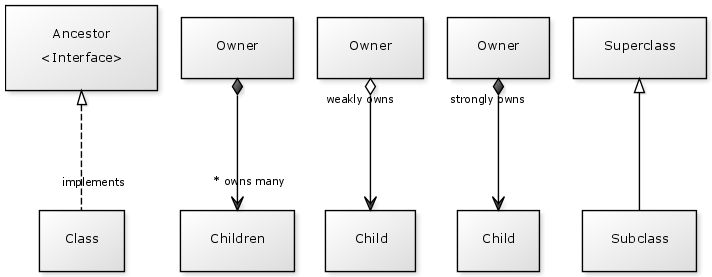 Ancestor
<Interface>
Owner
Owner
Owner
Superclass
weakly owns
strongly owns
implements
* owns many
Class
Children
Child
Child
Subclass